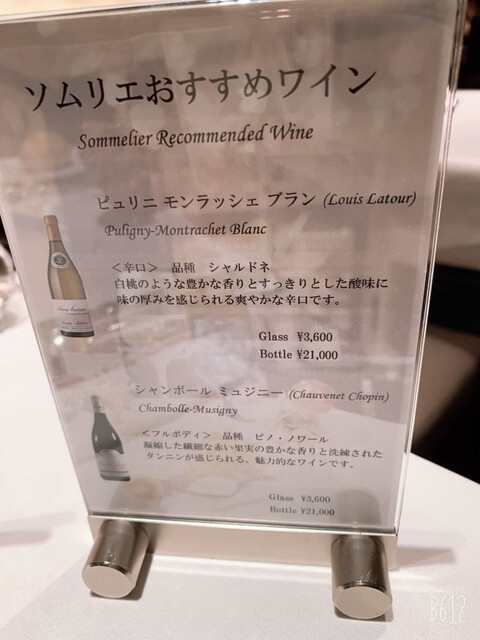 ソムリエおすすめワイン
Sommelier Recommended Wine
ピュリニ モンラッシェ ブラン (Louis Latour)
Puligny-Montrachet Blanc
＜辛口＞ 品種 シャルドネ
白桃のような豊かな香りとすっきりとした酸味に
味の厚みを感じられる爽やかな辛口です。
Glass ¥3,600
Bottle ¥21,000
シャンボール ミュジニー (Chauvenet Chopin)
Chambolle-Musigny
＜フルボディ＞ 品種 ピノ・ノワール
凝縮した繊細な赤い果実の豊かな香りと洗練された
タンニンが感じられる、魅力的なワインです。
Glass ¥3,600
Bottle ¥21,000
B612